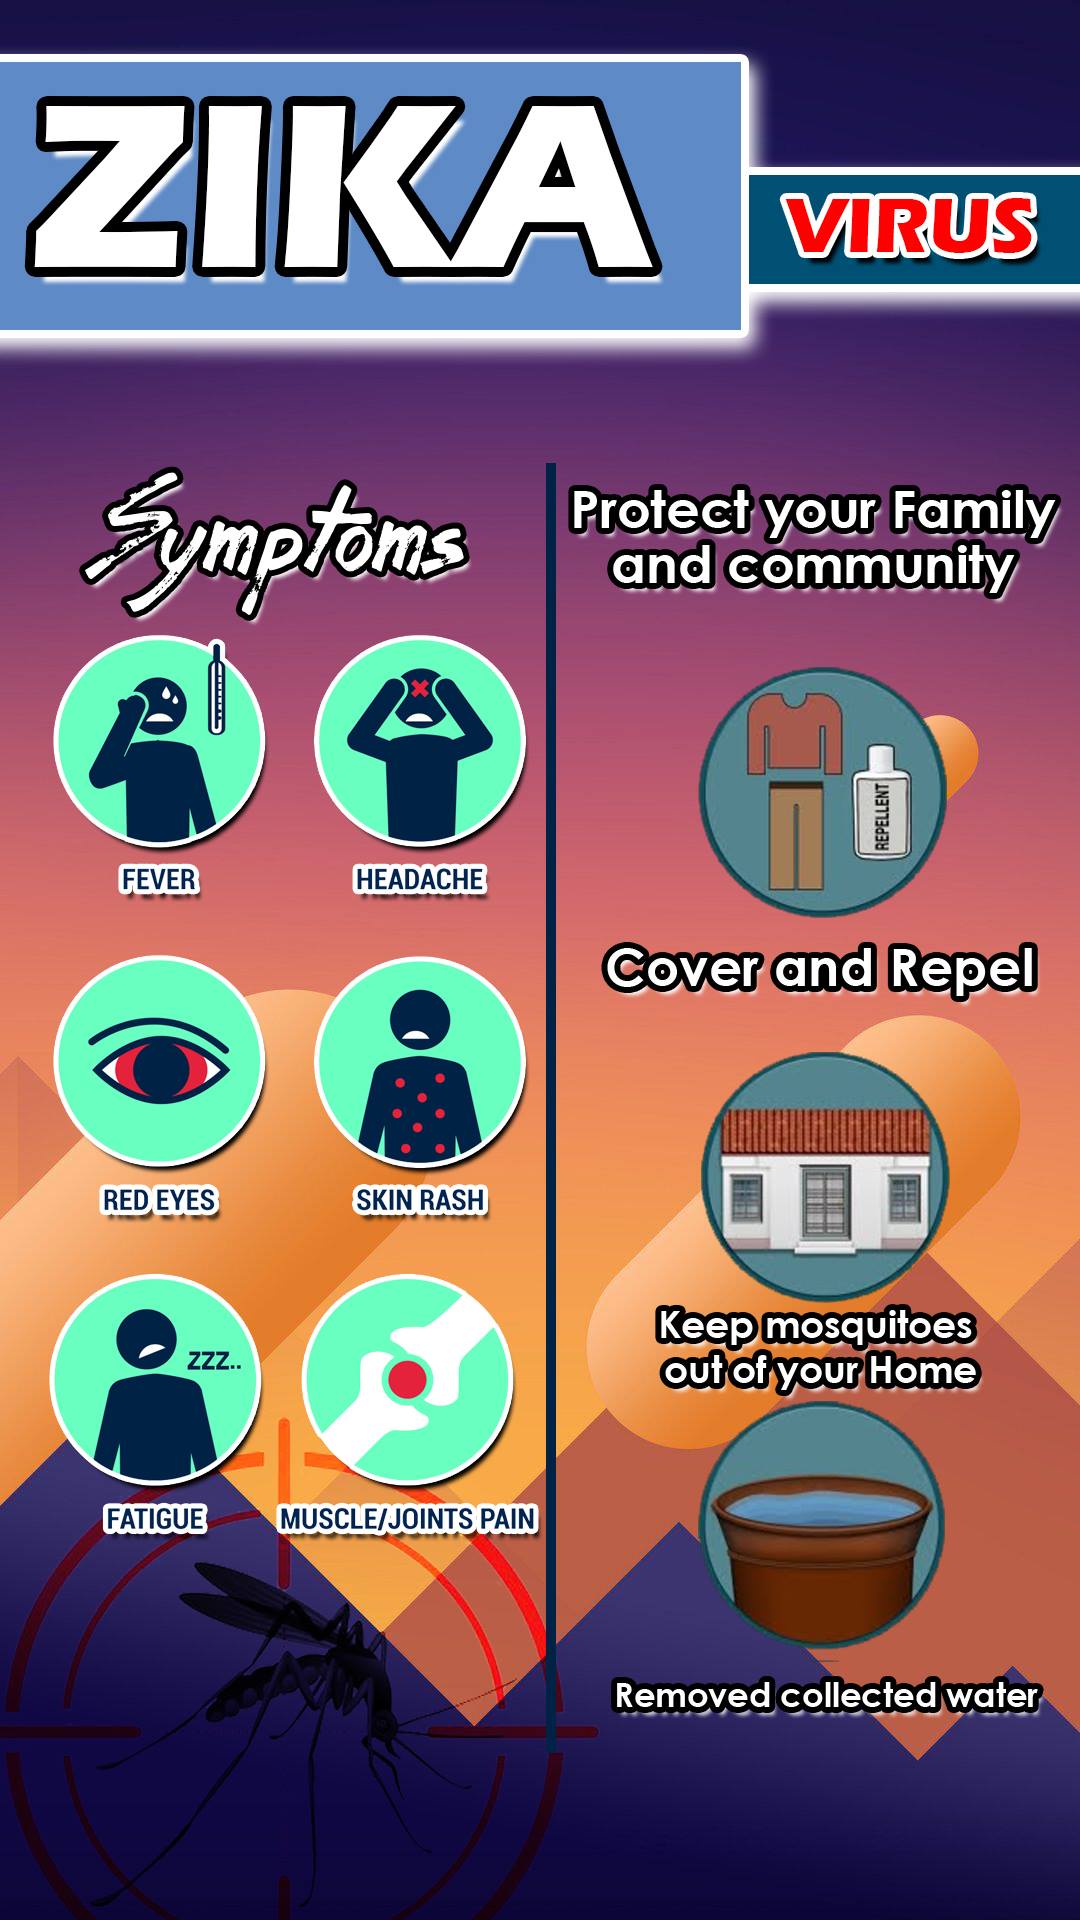 ZIKA
VIRUS
Symptoms
FEVER
HEADACHE
RED EYES
SKIN RASH
ZZZ..
FATIGUE
MUSCLE/JOINTS PAIN
Protect your Family
and community
REPELLENT
Cover and Repel
Keep mosquitoes
out of your Home
Removed collected water